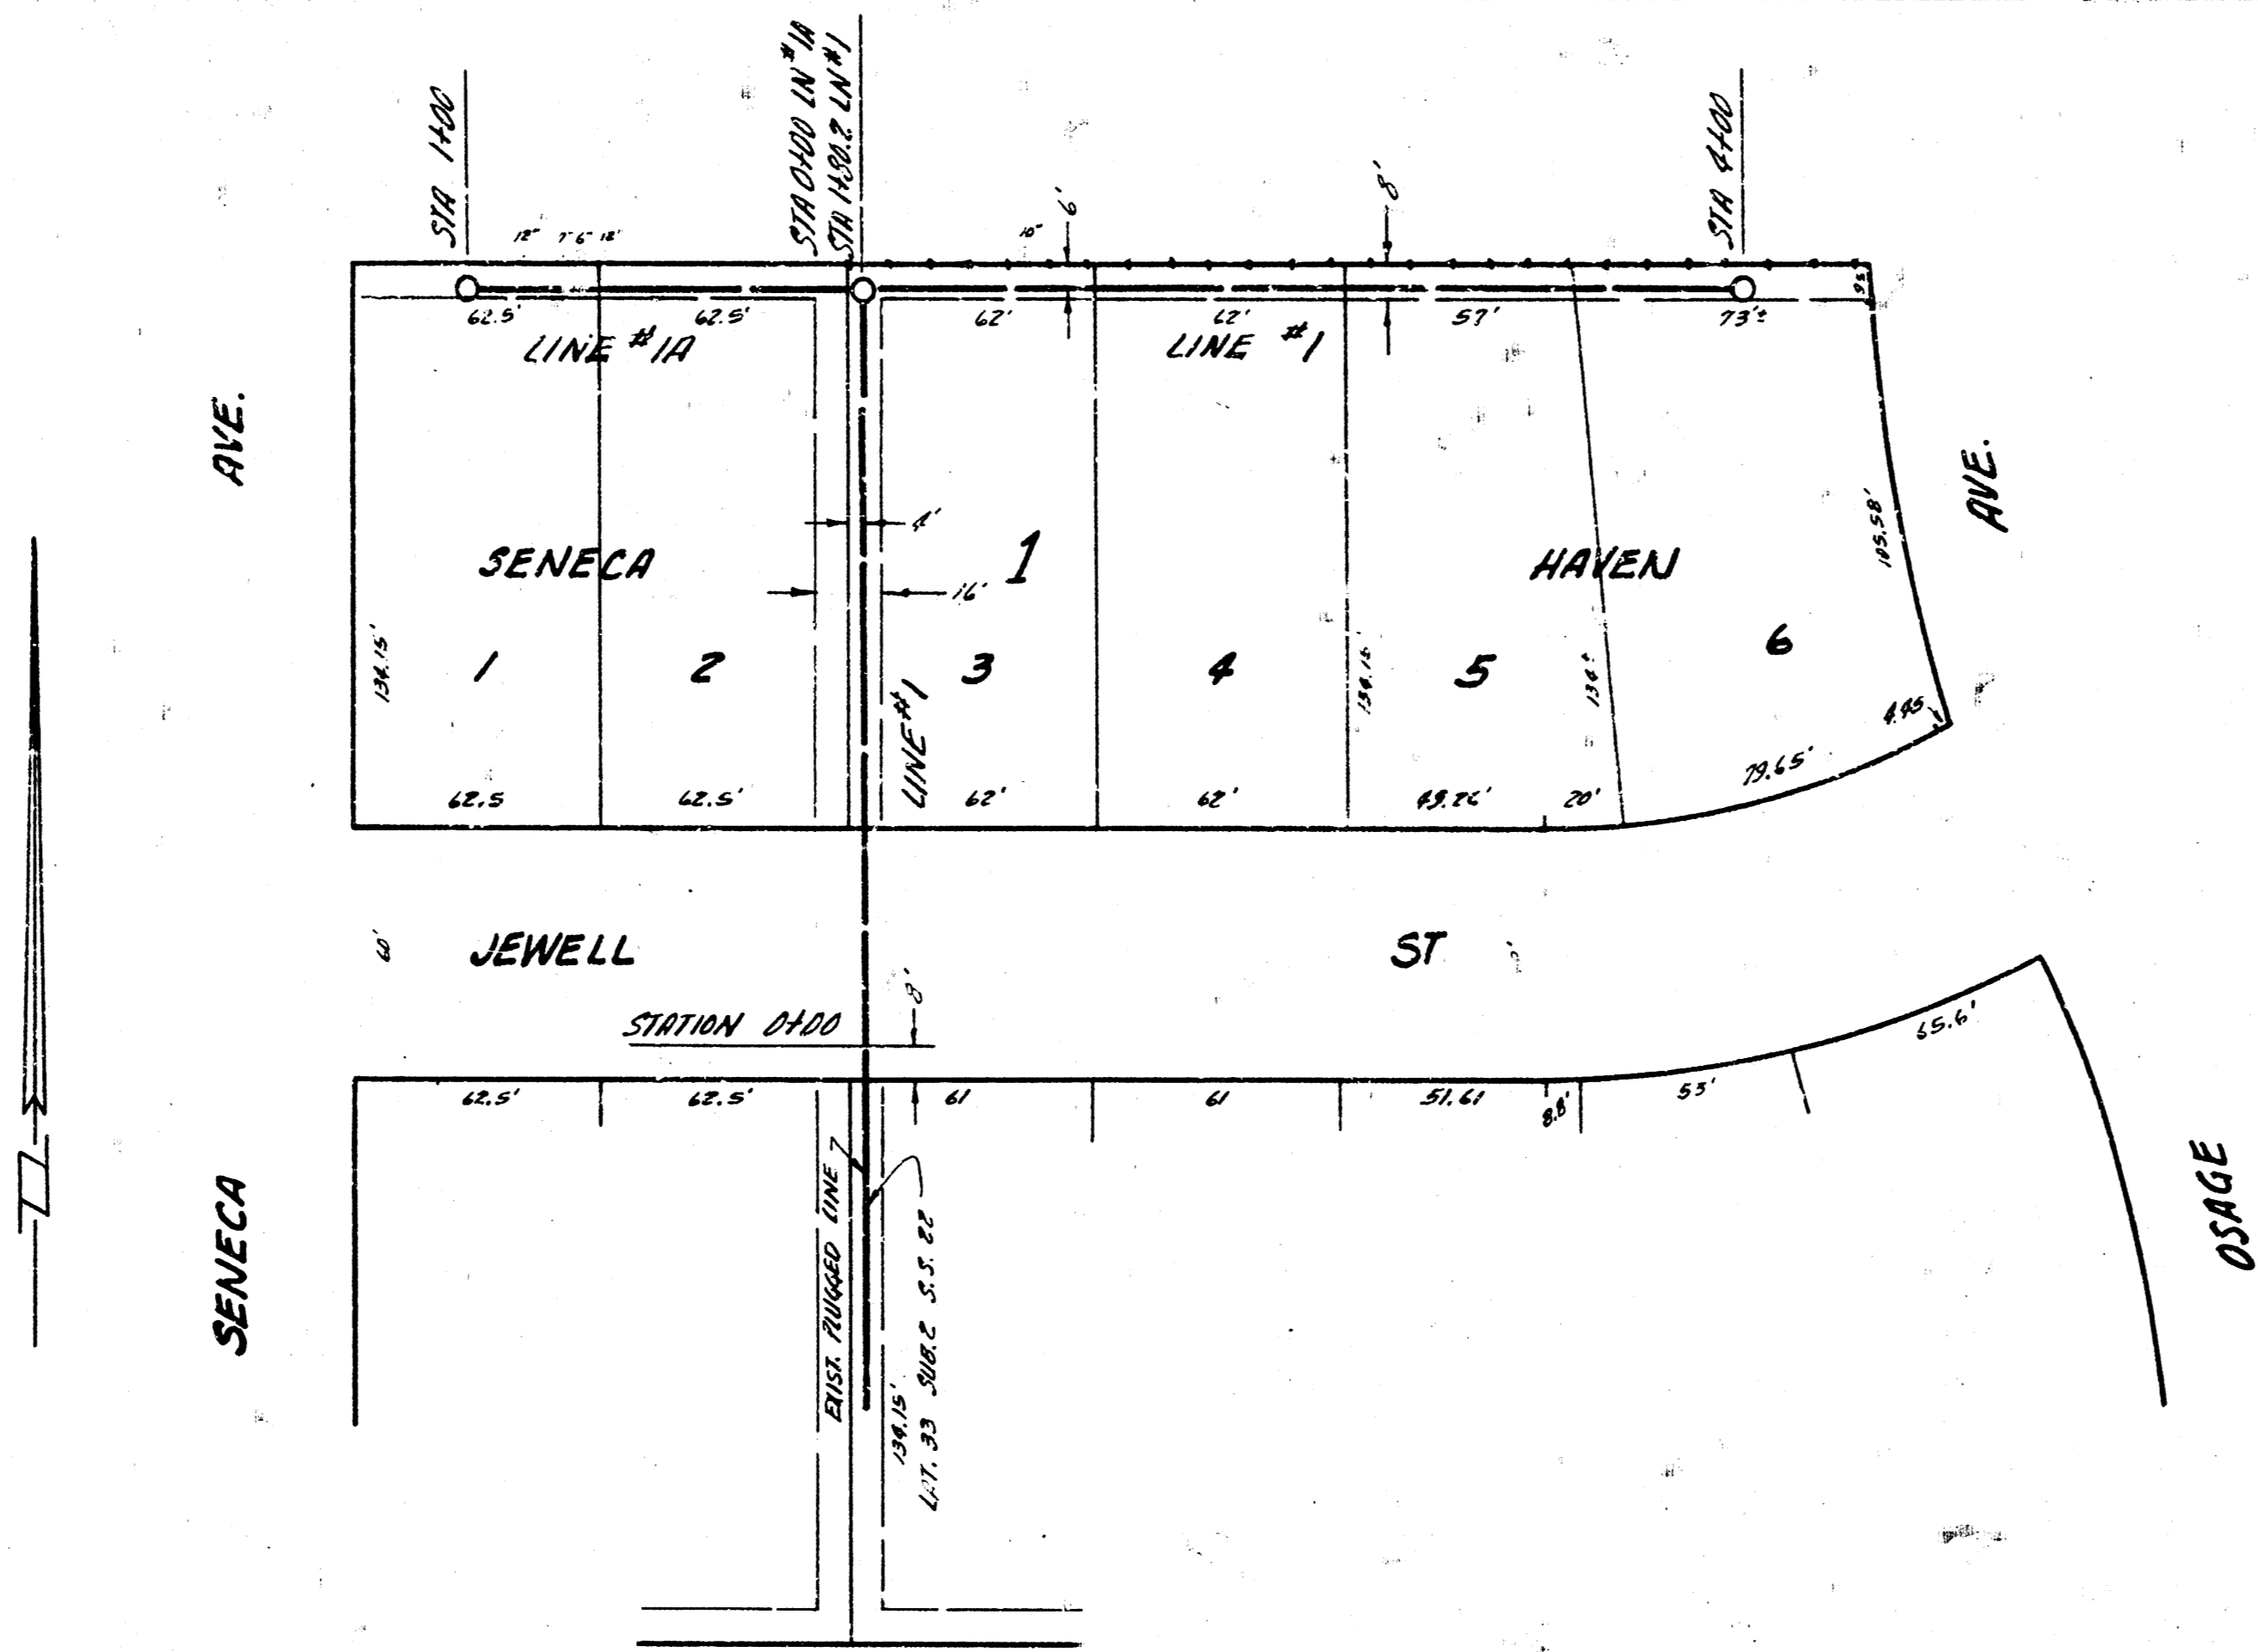 STA 1+00
STA 0+00 LN #1A
STA 1+80.2 LN #1
STA 4+00
12" 7'6" 12"
10"
6'
8'
62.5'
62.5'
62'
62'
57'
73'±
LINE #1A
LINE #1
AVE.
AVE.
4'
16'
SENECA
1
HAVEN
105.58'
134.15'
1
2
3
4
134.15'
5
134'±
6
LINE #1
4.45
62.5
62.5'
62'
62'
49.26'
20'
79.65'
60'
JEWELL
ST
8'
STATION 0+00
62.5'
62.5'
61
61
51.61
8.8'
53'
65.6'
SENECA
EXIST. PLUGGED LINE
134.15'
LAT. 33 SUB. 2 S.S. 22
OSAGE
N